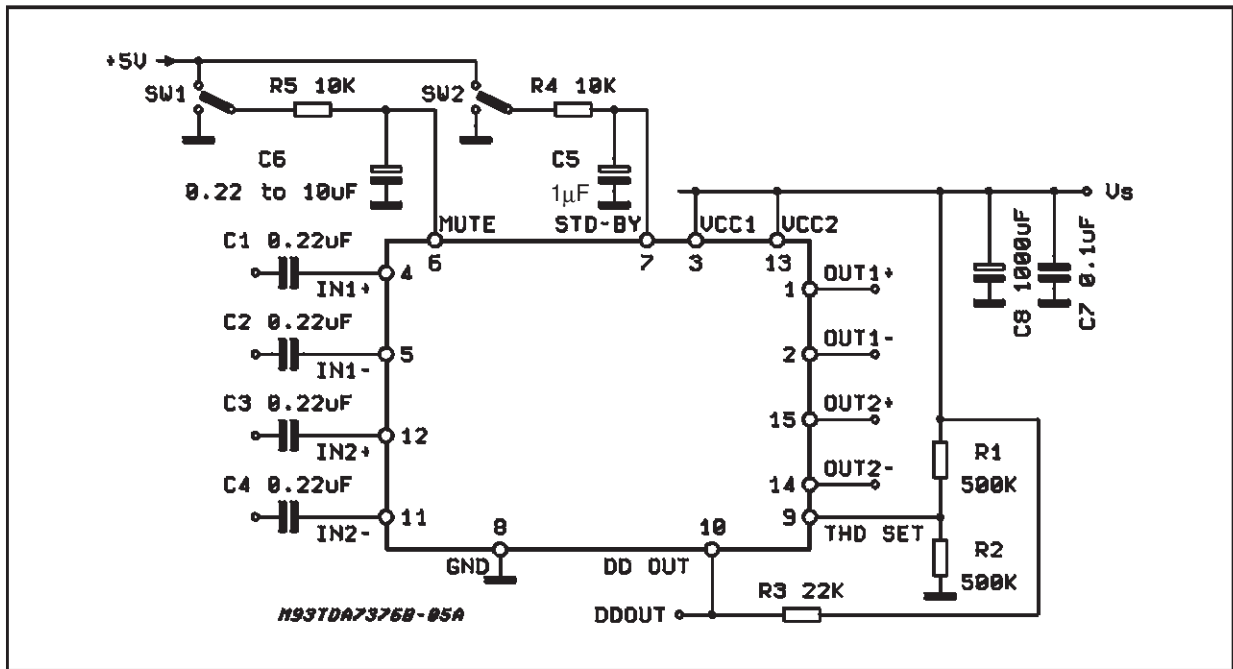 +5V
SW1
R5 10K
SW2
R4 10K
C6
0.22 to 10uF
C5
1µF
Vs
MUTE
STD-BY
VCC1
VCC2
6
7
3
13
C8 1000uF
C7 0.1uF
C1 0.22uF
4
IN1+
1
OUT1+
C2 0.22uF
5
IN1-
2
OUT1-
C3 0.22uF
12
IN2+
15
OUT2+
R1
500K
C4 0.22uF
11
IN2-
14
OUT2-
9
THD SET
8
GND
10
DD OUT
R2
500K
R3 22K
DDOUT
M93TDA7376B-05A